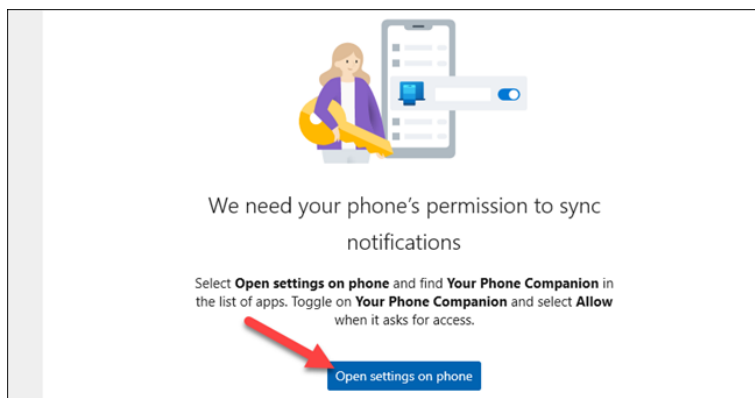 We need your phone's permission to sync
notifications
Select Open settings on phone and find Your Phone Companion in
the list of apps. Toggle on Your Phone Companion and select Allow
when it asks for access.
Open settings on phone